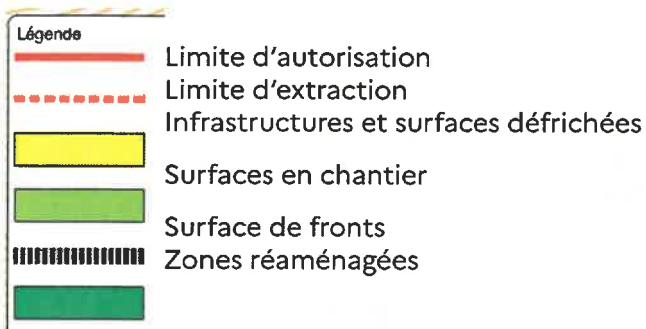 Légende
Limite d'autorisation
Limite d'extraction
Infrastructures et surfaces défrichées
Surfaces en chantier
Surface de fronts
Zones réaménagées